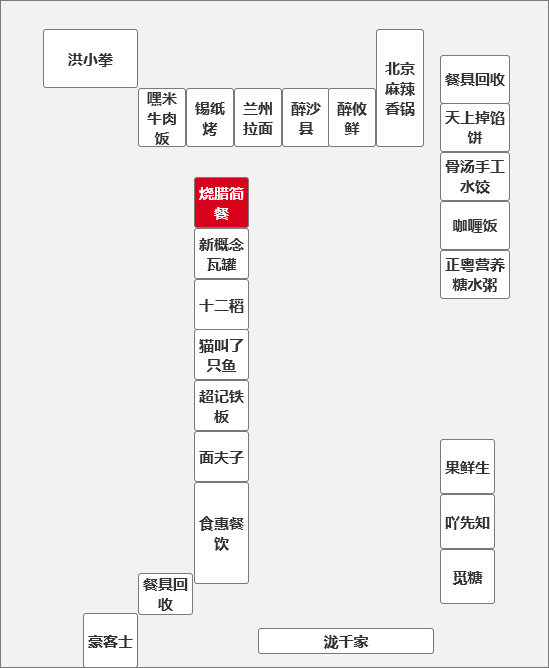 洪小拳
嘿米
牛肉
饭
锡纸
烤
兰州
拉面
醉沙
县
醉攸
鲜
北京
麻辣
香锅
餐具回收
天上掉馅
饼
骨汤手工
水饺
咖喱饭
正粤营养
糖水粥
烧腊简
餐
新概念
瓦罐
十二稻
猫叫了
只鱼
超记铁
板
面夫子
食惠餐
饮
餐具回
收
豪客士
果鲜生
吖先知
觅糖
泷千家